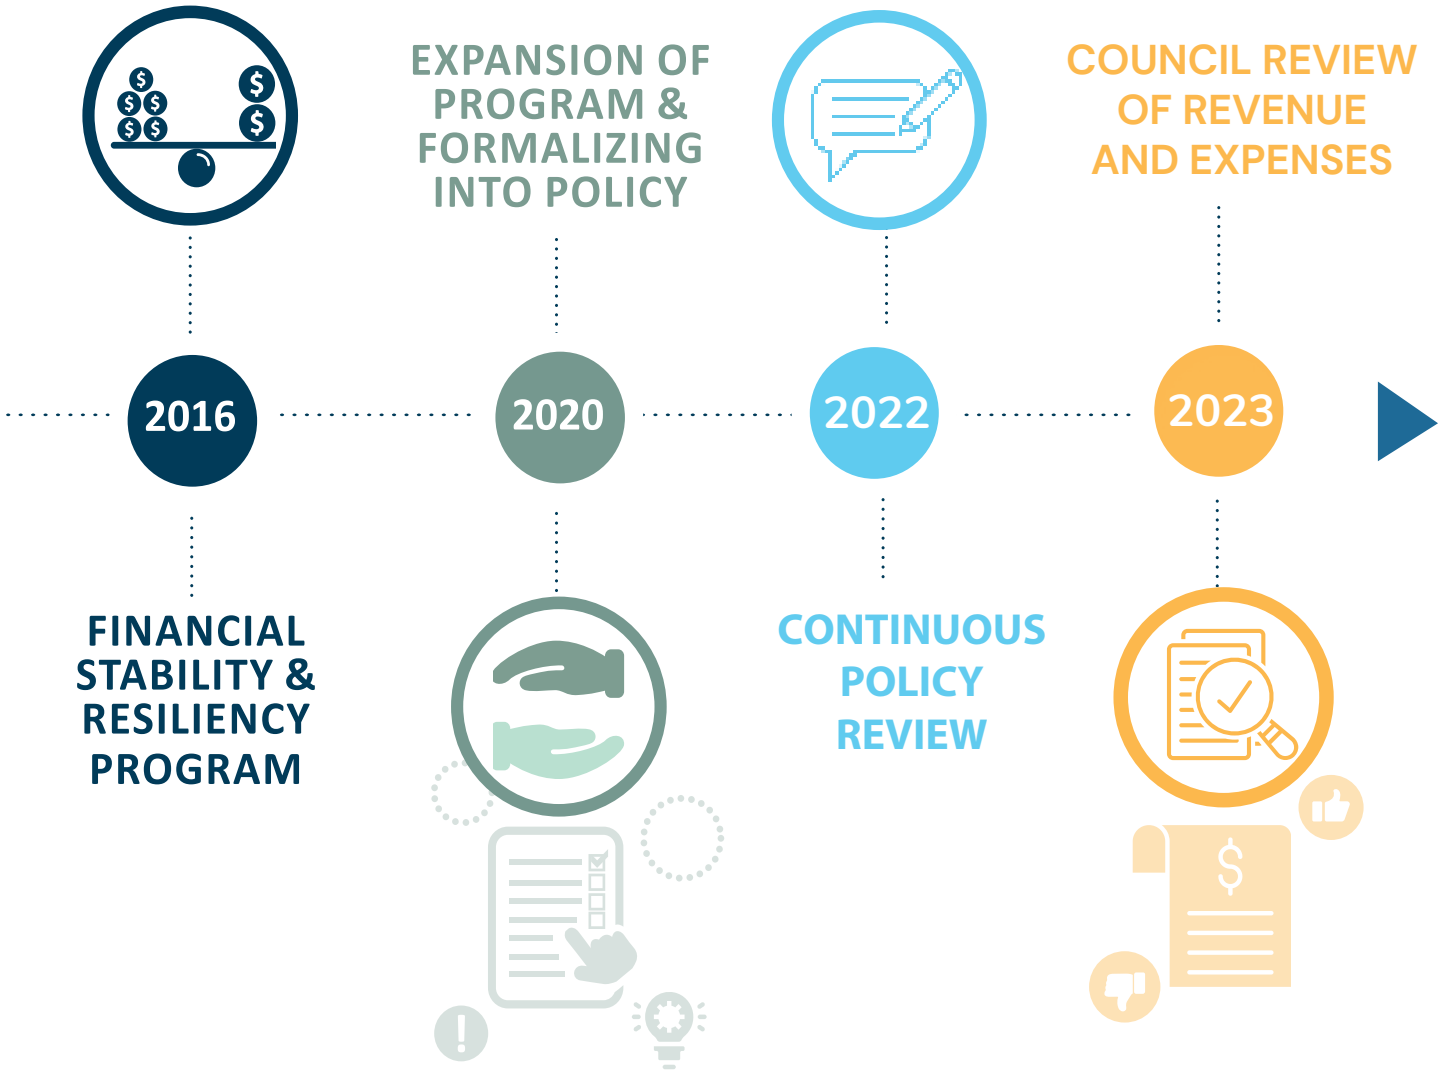 EXPANSION OF
PROGRAM &
FORMALIZING
INTO POLICY
COUNCIL REVIEW
OF REVENUE
AND EXPENSES
2016
2020
2022
2023
FINANCIAL
STABILITY &
RESILIENCY
PROGRAM
CONTINUOUS
POLICY
REVIEW